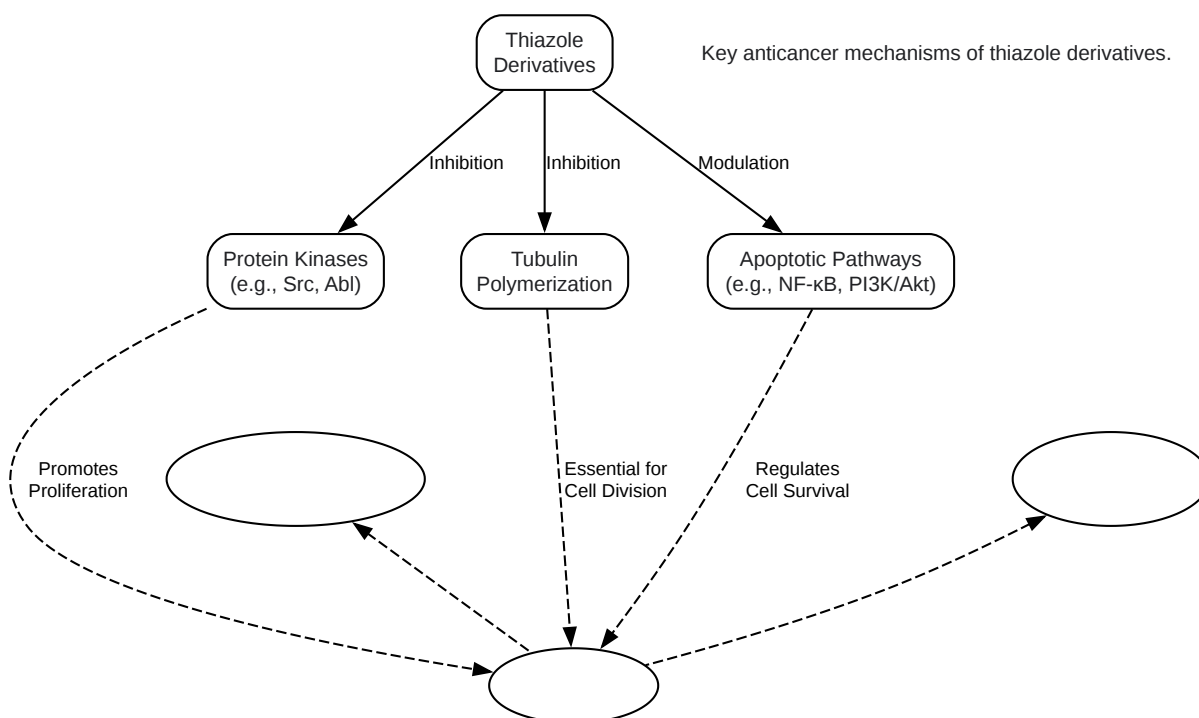 Thiazole
Derivatives
Key anticancer mechanisms of thiazole derivatives.
Inhibition
Inhibition
Modulation
Protein Kinases
(e.g., Src, Abl)
Tubulin
Polymerization
Apoptotic Pathways
(e.g., NF-κB, PI3K/Akt)
Promotes
Proliferation
Essential for
Cell Division
Regulates
Cell Survival